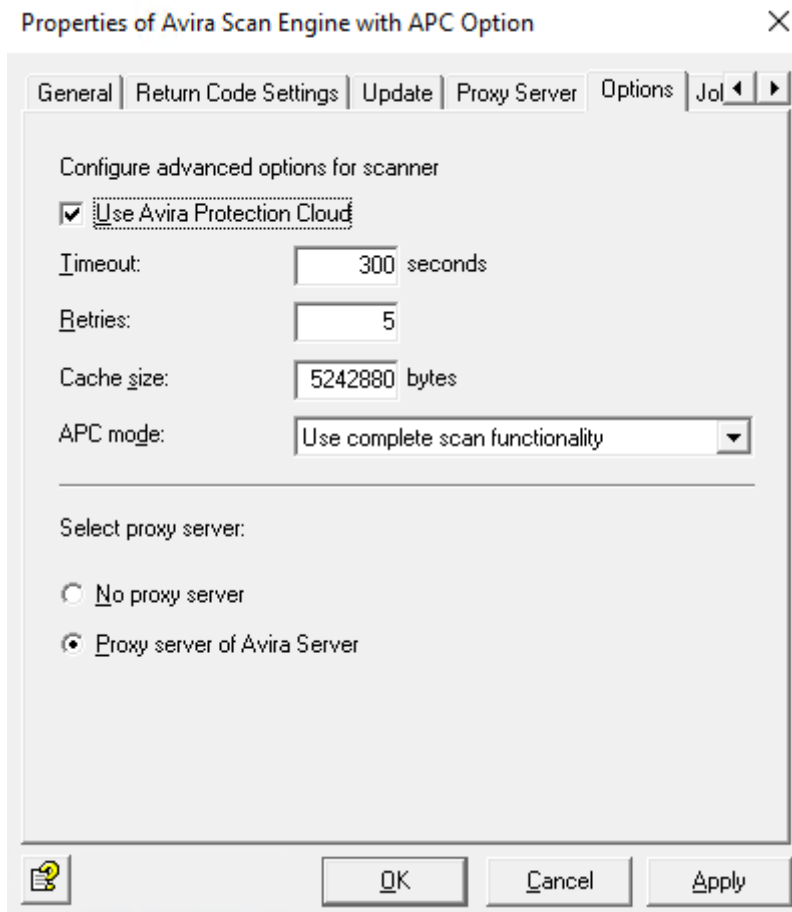 Properties of Avira Scan Engine with APC Option
General Return Code Settings Update Proxy Server Options
Configure advanced options for scanner
Use Avira Protection Cloud
Timeout: 300 seconds
Retries: 5
Cache size: 5242880 bytes
APC mode: Use complete scan functionality
Select proxy server:
No proxy server
Proxy server of Avira Server
OK Cancel Apply